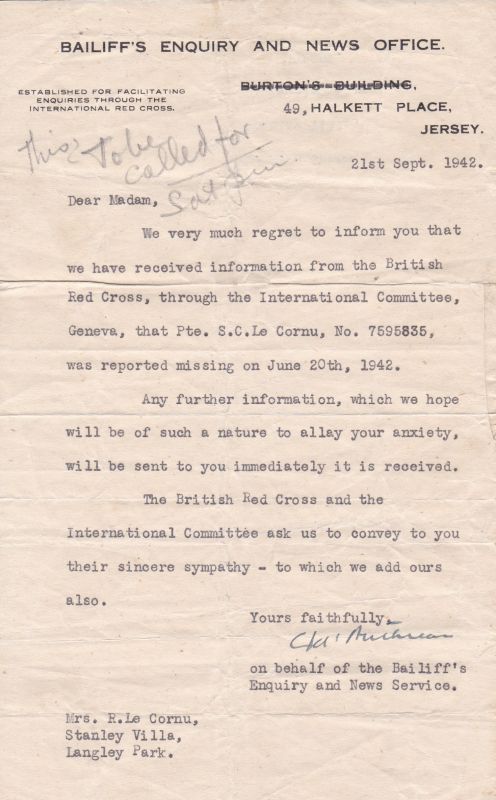 BAILIFF'S ENQUIRY AND NEWS OFFICE.
ESTABLISHED FOR FACILITATING
ENQUIRIES THROUGH THE
INTERNATIONAL RED CROSS.
BURTON'S BUILDING,
49, HALKETT PLACE,
JERSEY.
This? To be
called for
Sat
21st Sept. 1942.
Dear Madam,
We very much regret to inform you that
we have received information from the British
Red Cross, through the International Committee,
Geneva, that Pte. S.C.Le Cornu, No. 7595835,
was reported missing on June 20th, 1942.
Any further information, which we hope
will be of such a nature to allay your anxiety,
will be sent to you immediately it is received.
The British Red Cross and the
International Committee ask us to convey to you
their sincere sympathy - to which we add ours
also.
Yours faithfully,
on behalf of the Bailiff's
Enquiry and News Service.
Mrs. R.Le Cornu,
Stanley Villa,
Langley Park.